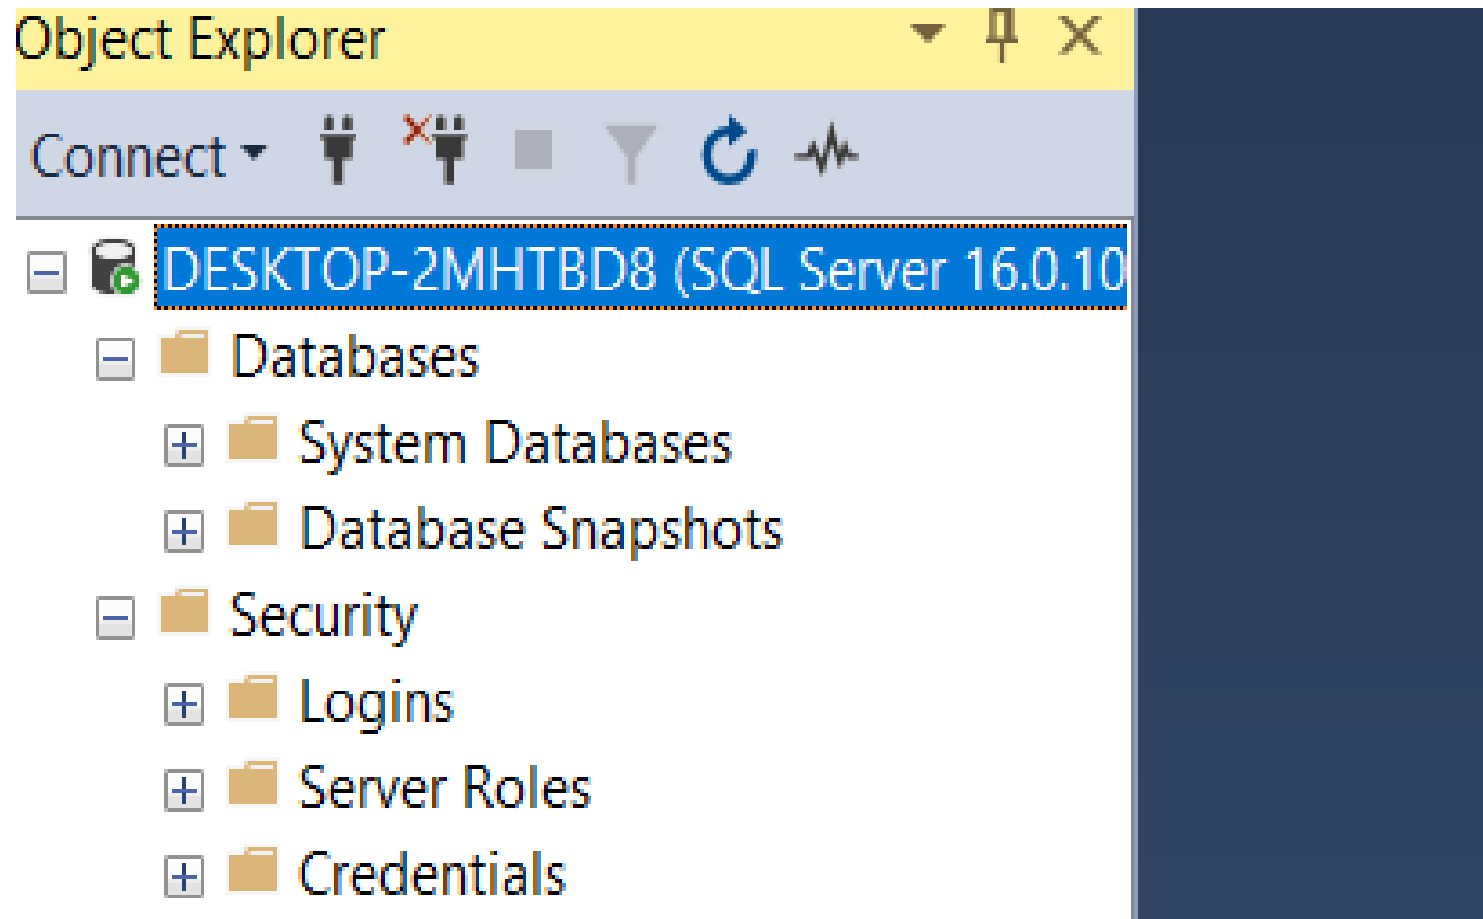 Object Explorer
Connect
DESKTOP-2MHTBD8 (SQL Server 16.0.10
Databases
System Databases
Database Snapshots
Security
Logins
Server Roles
Credentials